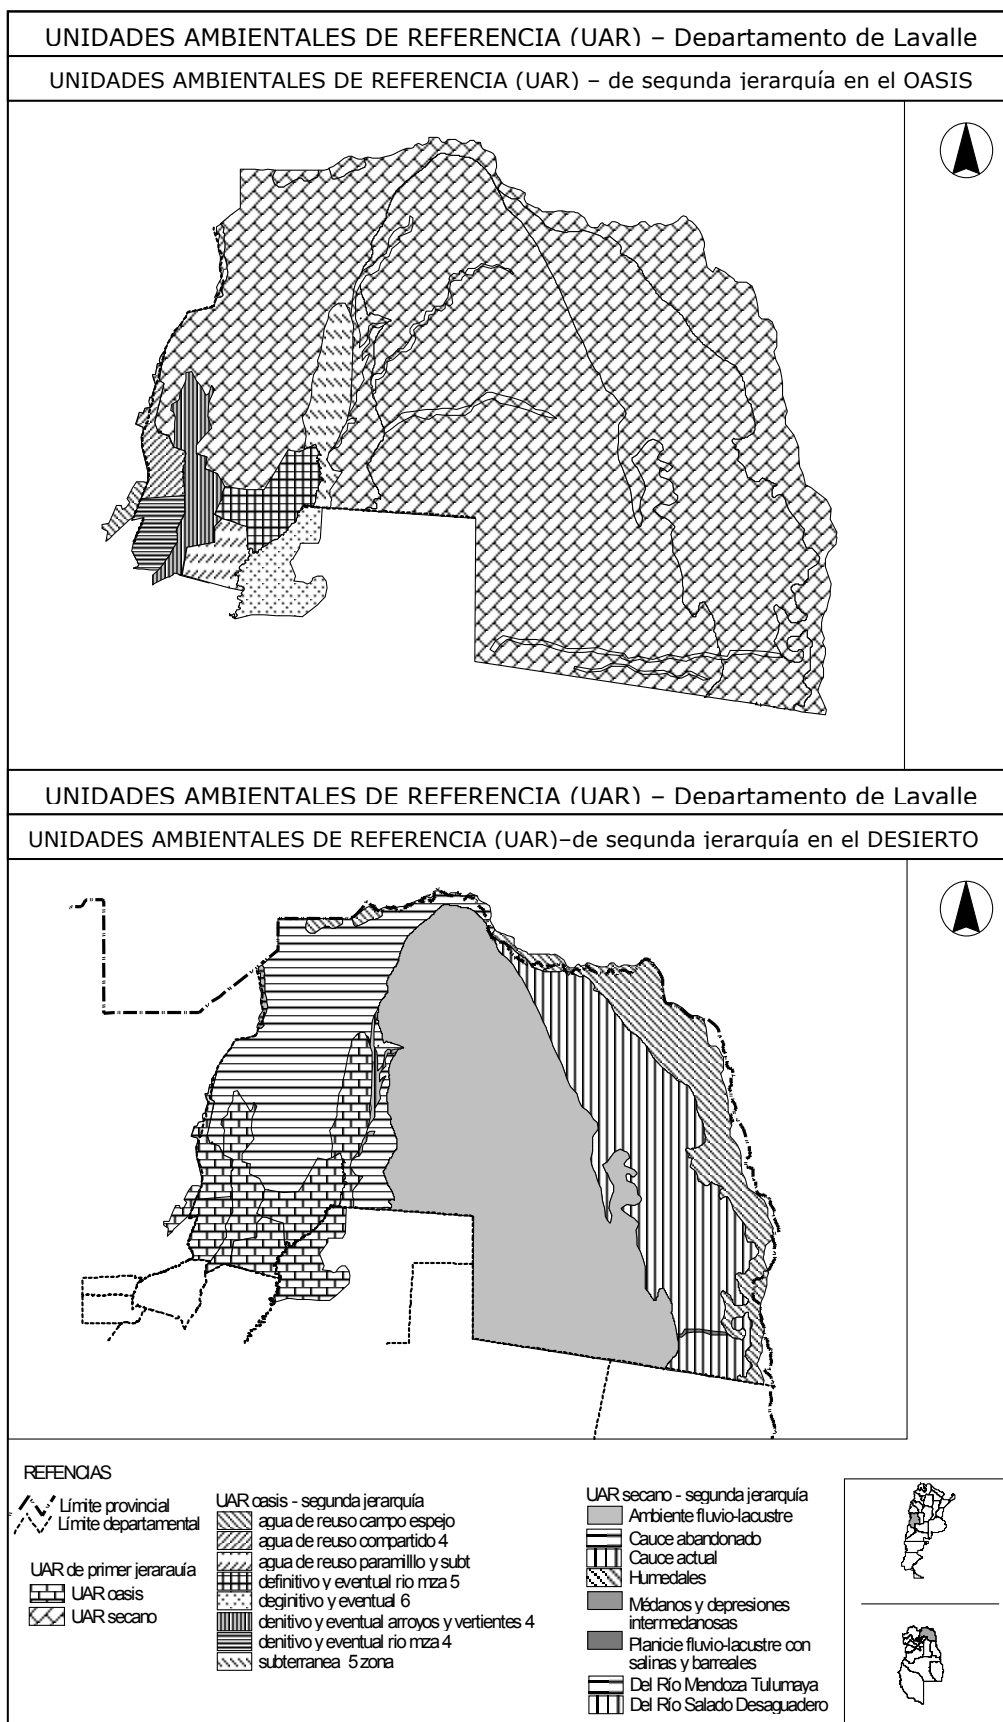 UNIDADES AMBIENTALES DE REFERENCIA (UAR) – Departamento de Lavalle
UNIDADES AMBIENTALES DE REFERENCIA (UAR) – de segunda jerarquía en el OASIS
UNIDADES AMBIENTALES DE REFERENCIA (UAR) – Departamento de Lavalle
UNIDADES AMBIENTALES DE REFERENCIA (UAR)–de segunda jerarquía en el DESIERTO
REFENCIAS
Límite provincial
Límite departamental
UAR de primer jerarauía
UAR oasis
UAR secano
UAR oasis - segunda jerarquía
agua de reuso campo espejo
agua de reuso compartido 4
agua de reuso paramilllo y subt
definitivo y eventual rio mza 5
deginitivo y eventual 6
denitivo y eventual arroyos y vertientes 4
denitivo y eventual rio mza 4
subterranea 5 zona
UAR secano - segunda jerarquía
Ambiente fluvio-lacustre
Cauce abandonado
Cauce actual
Humedales
Médanos y depresiones
intermedanosas
Planicie fluvio-lacustre con
salinas y barreales
Del Río Mendoza Tulumaya
Del Río Salado Desaguadero